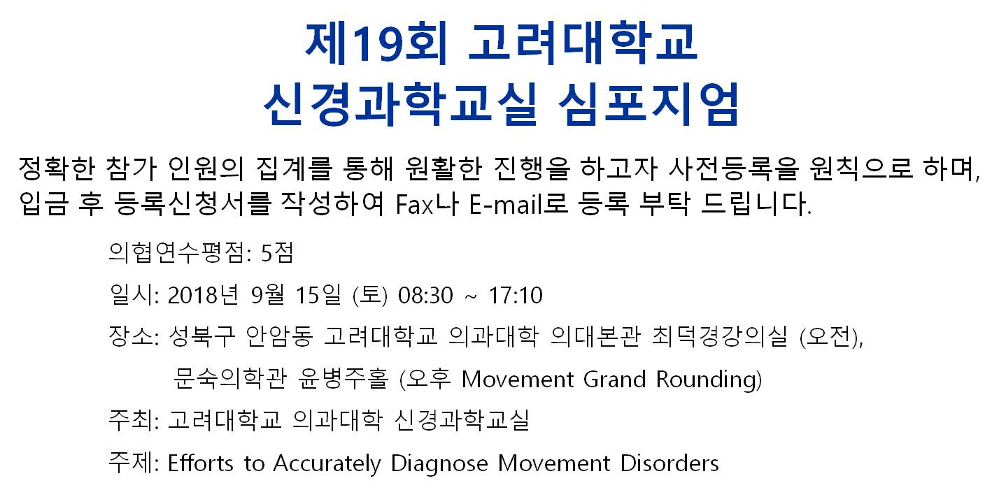 제19회 고려대학교
신경과학교실 심포지엄
정확한 참가 인원의 집계를 통해 원활한 진행을 하고자 사전등록을 원칙으로 하며,
입금 후 등록신청서를 작성하여 Fax나 E-mail로 등록 부탁 드립니다.
의협연수평점: 5점
일시: 2018년 9월 15일 (토) 08:30 ~ 17:10
장소: 성북구 안암동 고려대학교 의과대학 의대본관 최덕경강의실 (오전),
문숙의학관 윤병주홀 (오후 Movement Grand Rounding)
주최: 고려대학교 의과대학 신경과학교실
주제: Efforts to Accurately Diagnose Movement Disorders